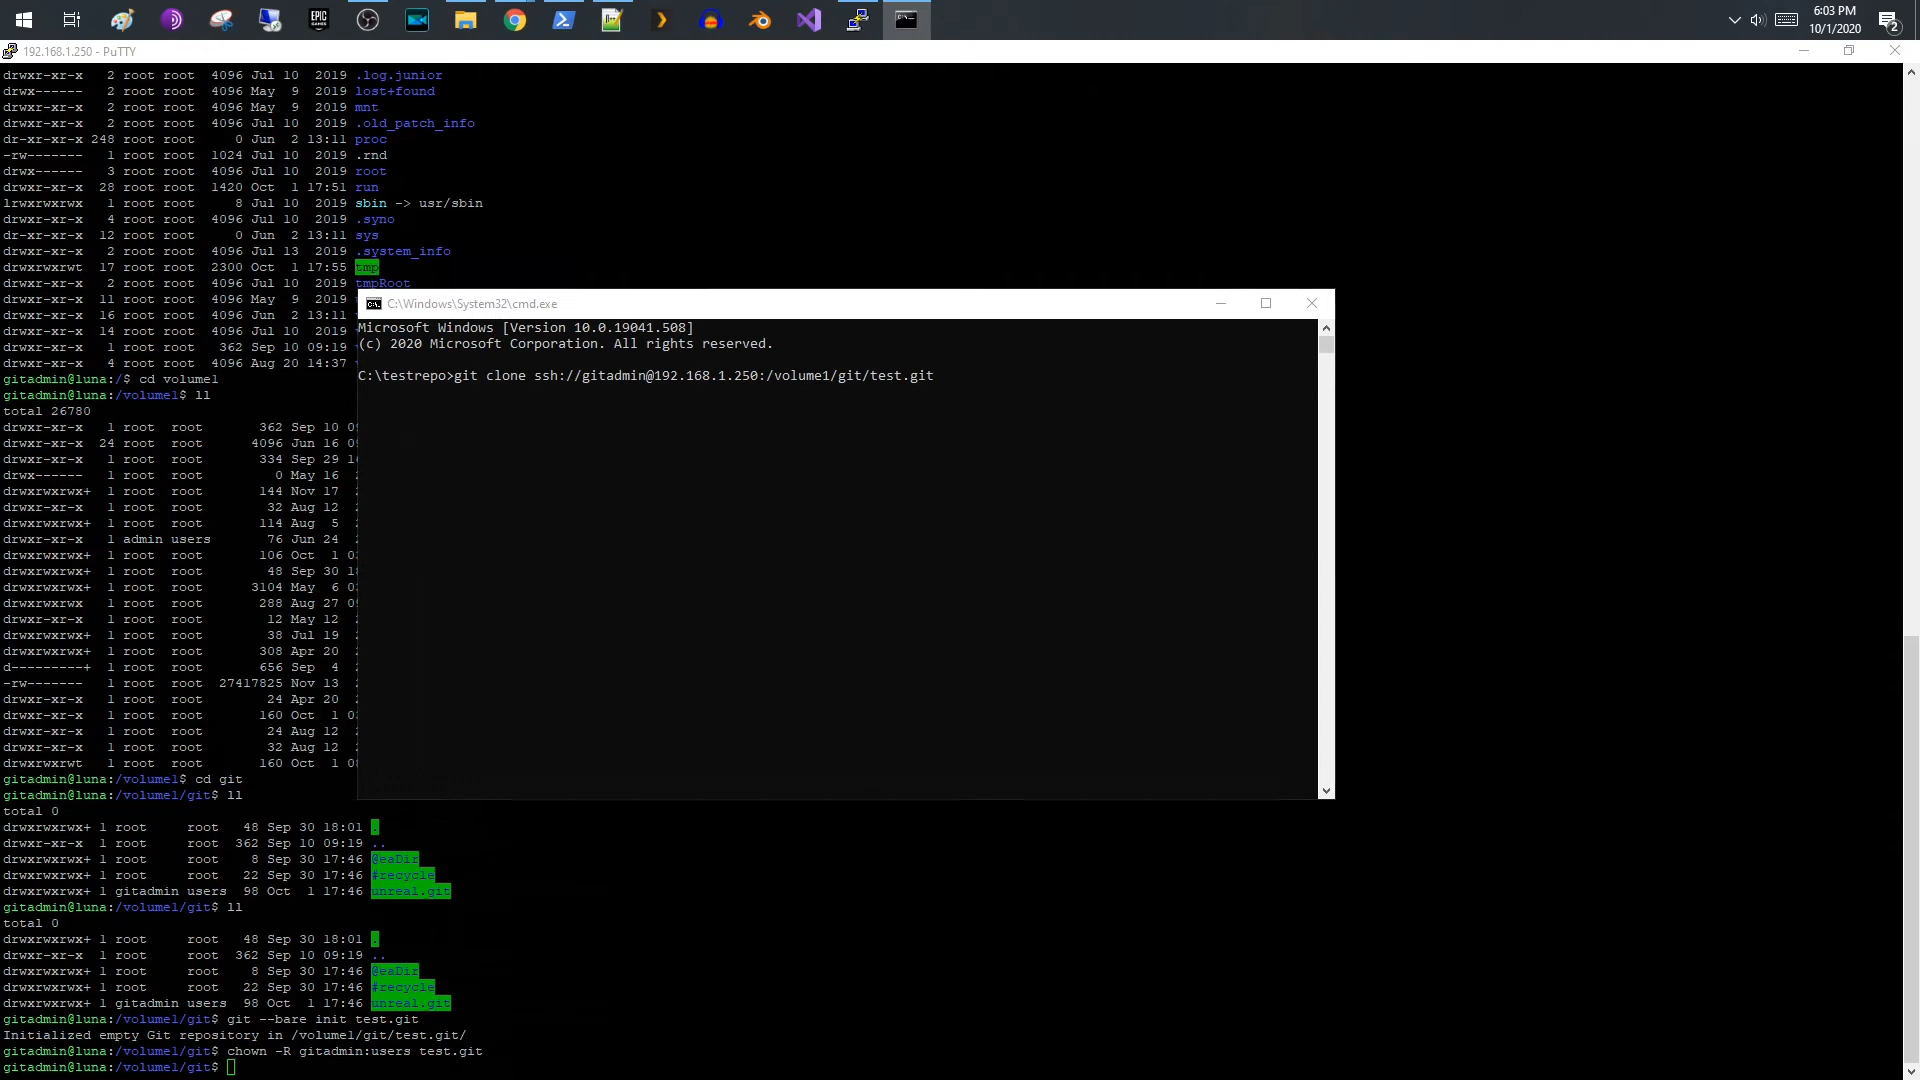 EPIC
GAMES
6:03 PM
10/1/2020
2
192.168.1.250 - PuTTY
drwxr-xr-x 2 root root 4096 Jul 10 2019 .log.junior
drwx------ 2 root root 4096 May 9 2019 lost+found
drwxr-xr-x 2 root root 4096 Jul 10 2019 mnt
drwxr-xr-x 2 root root 4096 Jul 10 2019 .old_patch_info
dr-xr-xr-x 248 root root 0 Jun 2 13:11 proc
-rw------- 1 root root 1024 Jul 10 2019 .rnd
drwx------ 3 root root 4096 Jul 10 2019 root
drwxr-xr-x 28 root root 1420 Oct 1 17:51 run
lrwxrwxrwx 1 root root 8 Jul 10 2019 sbin -> usr/sbin
drwxr-xr-x 4 root root 4096 Jul 10 2019 .syno
dr-xr-xr-x 12 root root 0 Jun 2 13:11 sys
drwxr-xr-x 2 root root 4096 Jul 13 2019 .system_info
drwxrwxrwt 17 root root 2300 Oct 1 17:55 tmp
drwxr-xr-x 2 root root 4096 Jul 10 2019 tmpRoot
drwxr-xr-x 11 root root 4096 May 9 2019
drwxr-xr-x 16 root root 4096 Jun 2 13:11
drwxr-xr-x 14 root root 4096 Jul 10 2019
drwxr-xr-x 1 root root 362 Sep 10 09:19
drwxr-xr-x 4 root root 4096 Aug 20 14:37
gitadmin@luna:/$ cd volume1
gitadmin@luna:/volume1$ ll
total 26780
drwxr-xr-x 1 root root 362 Sep 10 09
drwxr-xr-x 24 root root 4096 Jun 16 09
drwxr-xr-x 1 root root 334 Sep 29 1
drwx------ 1 root root 0 May 16
drwxrwxrwx+ 1 root root 144 Nov 17
drwxr-xr-x 1 root root 32 Aug 12
drwxrwxrwx+ 1 root root 114 Aug 5
drwxr-xr-x 1 admin users 76 Jun 24
drwxrwxrwx+ 1 root root 106 Oct 1 0
drwxrwxrwx+ 1 root root 48 Sep 30 18
drwxrwxrwx+ 1 root root 3104 May 6 0
drwxrwxrwx 1 root root 288 Aug 27 09
drwxr-xr-x 1 root root 12 May 12
drwxrwxrwx+ 1 root root 38 Jul 19
drwxrwxrwx+ 1 root root 308 Apr 20
d---------+ 1 root root 656 Sep 4
-rw------- 1 root root 27417825 Nov 13
drwxr-xr-x 1 root root 24 Apr 20
drwxr-xr-x 1 root root 160 Oct 1 0
drwxr-xr-x 1 root root 24 Aug 12
drwxr-xr-x 1 root root 32 Aug 12
drwxrwxrwt 1 root root 160 Oct 1 08
gitadmin@luna:/volume1$ cd git
gitadmin@luna:/volume1/git$ ll
total 0
drwxrwxrwx+ 1 root root 48 Sep 30 18:01 .
drwxr-xr-x 1 root root 362 Sep 10 09:19 ..
drwxrwxrwx+ 1 root root 8 Sep 30 17:46 @eaDir
drwxrwxrwx+ 1 root root 22 Sep 30 17:46 #recycle
drwxrwxrwx+ 1 gitadmin users 98 Oct 1 17:46 unreal.git
gitadmin@luna:/volume1/git$ ll
total 0
drwxrwxrwx+ 1 root root 48 Sep 30 18:01 .
drwxr-xr-x 1 root root 362 Sep 10 09:19 ..
drwxrwxrwx+ 1 root root 8 Sep 30 17:46 @eaDir
drwxrwxrwx+ 1 root root 22 Sep 30 17:46 #recycle
drwxrwxrwx+ 1 gitadmin users 98 Oct 1 17:46 unreal.git
gitadmin@luna:/volume1/git$ git --bare init test.git
Initialized empty Git repository in /volume1/git/test.git/
gitadmin@luna:/volume1/git$ chown -R gitadmin:users test.git
gitadmin@luna:/volume1/git$
C:\Windows\System32\cmd.exe
Microsoft Windows [Version 10.0.19041.508]
(c) 2020 Microsoft Corporation. All rights reserved.
C:\testrepo>git clone ssh://gitadmin@192.168.1.250:/volume1/git/test.git